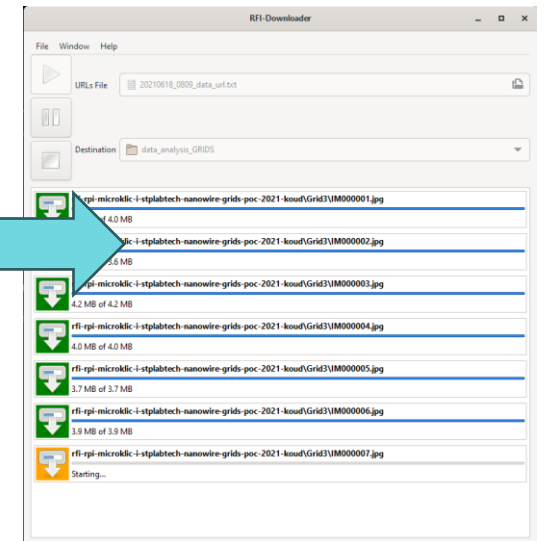 RFI-Downloader
File Window Help
URLs File 20210618_0809_data_url.txt
Destination data_analysis_GRIDS
rfi-rpi-microklic-i-stplabtech-nanowire-grids-poc-2021-koud\Grid3\IM000001.jpg
of 4.0 MB
-rpi-microklic-i-stplabtech-nanowire-grids-poc-2021-koud\Grid3\IM000002.jpg
3.6 MB
rfi-rpi-microklic-i-stplabtech-nanowire-grids-poc-2021-koud\Grid3\IM000003.jpg
4.2 MB of 4.2 MB
rfi-rpi-microklic-i-stplabtech-nanowire-grids-poc-2021-koud\Grid3\IM000004.jpg
4.0 MB of 4.0 MB
rfi-rpi-microklic-i-stplabtech-nanowire-grids-poc-2021-koud\Grid3\IM000005.jpg
3.7 MB of 3.7 MB
rfi-rpi-microklic-i-stplabtech-nanowire-grids-poc-2021-koud\Grid3\IM000006.jpg
3.9 MB of 3.9 MB
rfi-rpi-microklic-i-stplabtech-nanowire-grids-poc-2021-koud\Grid3\IM000007.jpg
Starting...